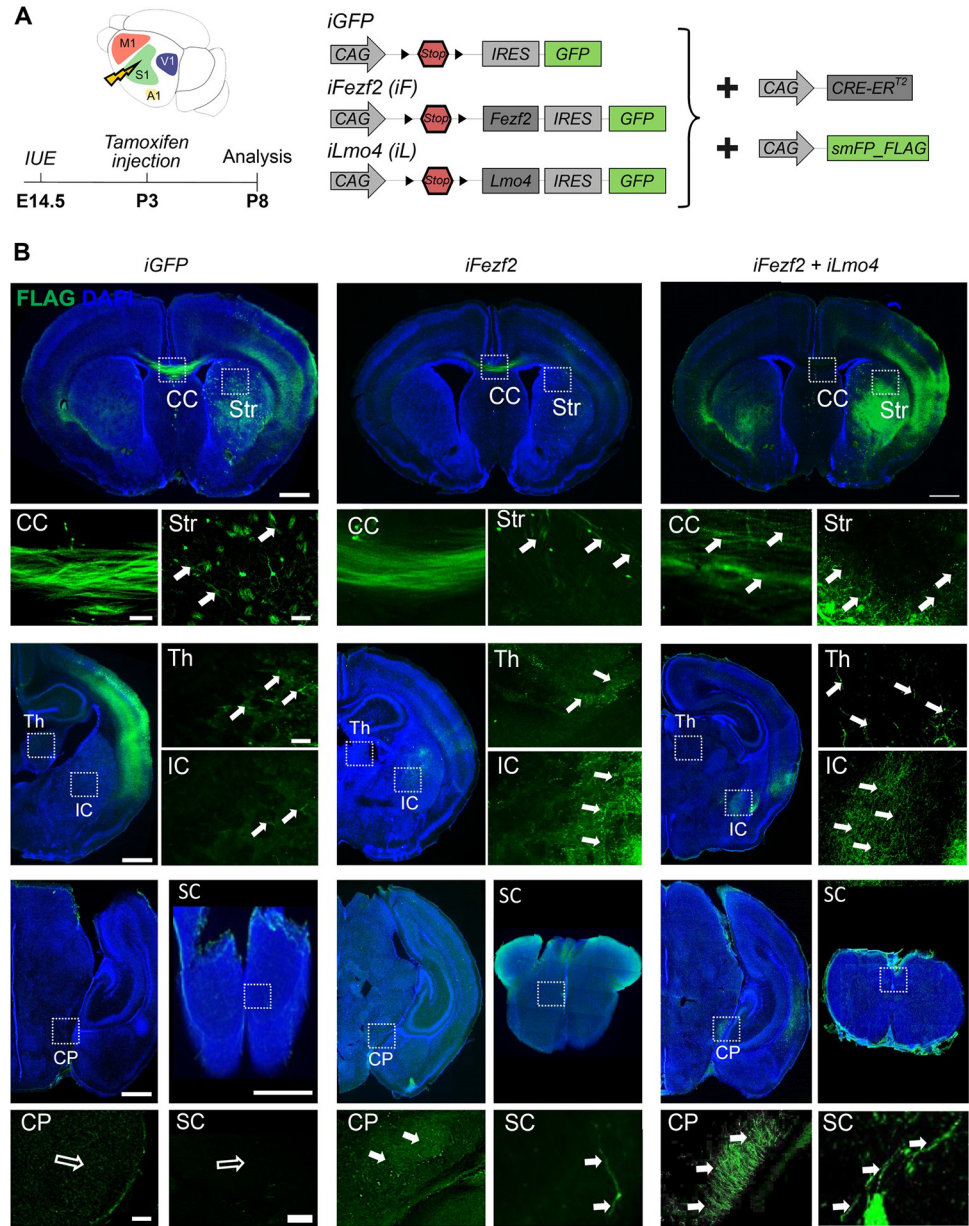 A
M1
S1
V1
A1
IUE
Tamoxifen
injection
Analysis
E14.5
P3
P8
iGFP
CAG
Stop
IRES
GFP
iFezf2 (iF)
CAG
Stop
Fezf2
IRES
GFP
iLmo4 (iL)
CAG
Stop
Lmo4
IRES
GFP
+
CAG
CRE-ER^T2
+
CAG
smFP_FLAG
B
iGFP
iFezf2
iFezf2 + iLmo4
FLAG DAPI
CC
Str
CC
Str
CC
Str
CC
Str
CC
Str
CC
Str
Th
IC
Th
IC
Th
IC
Th
IC
Th
IC
Th
IC
CP
SC
CP
SC
CP
SC
CP
SC
CP
SC
CP
SC